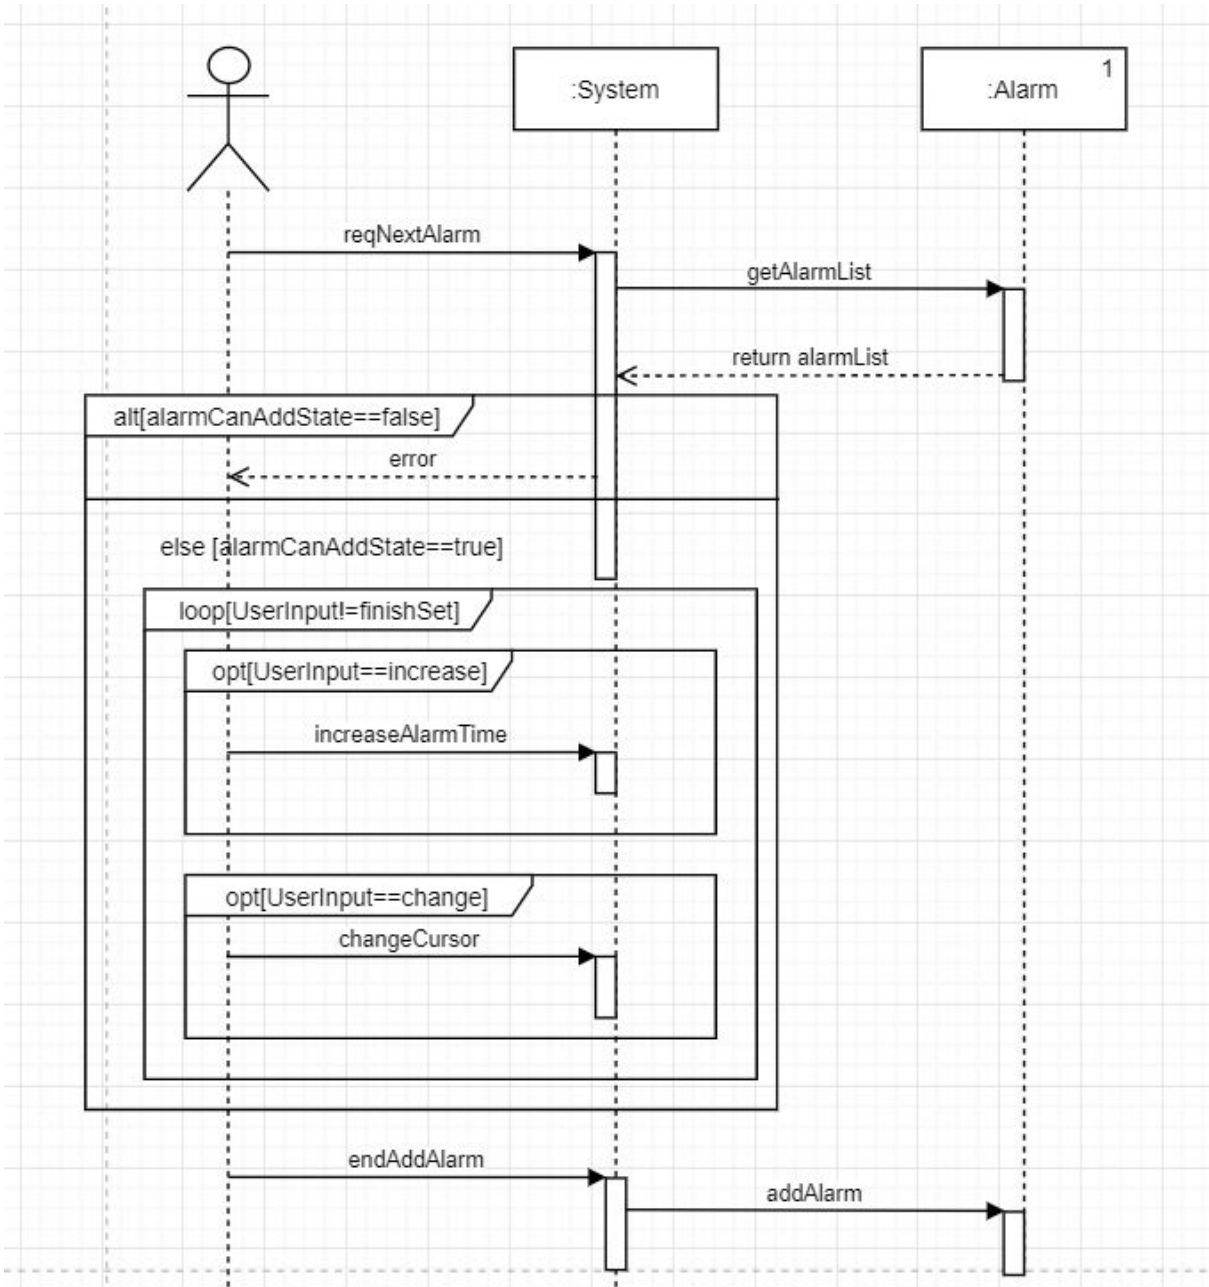 :System
:Alarm
1
reqNextAlarm
getAlarmList
return alarmList
alt[alarmCanAddState==false]
error
else [alarmCanAddState==true]
loop[UserInput!=finishSet]
opt[UserInput==increase]
increaseAlarmTime
opt[UserInput==change]
changeCursor
endAddAlarm
addAlarm